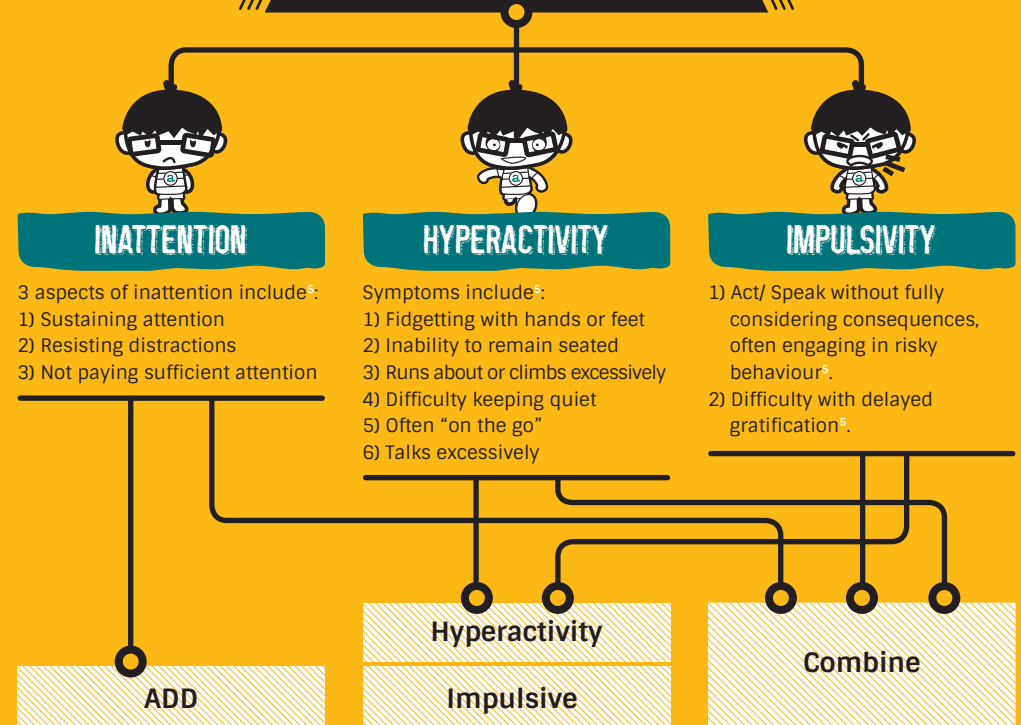 a
a
a
INATTENTION
3 aspects of inattention include5:
1) Sustaining attention
2) Resisting distractions
3) Not paying sufficient attention
HYPERACTIVITY
Symptoms include5:
1) Fidgetting with hands or feet
2) Inability to remain seated
3) Runs about or climbs excessively
4) Difficulty keeping quiet
5) Often “on the go”
6) Talks excessively
IMPULSIVITY
1) Act/ Speak without fully
considering consequences,
often engaging in risky
behaviour5.
2) Difficulty with delayed
gratification5.
ADD
Hyperactivity
Impulsive
Combine